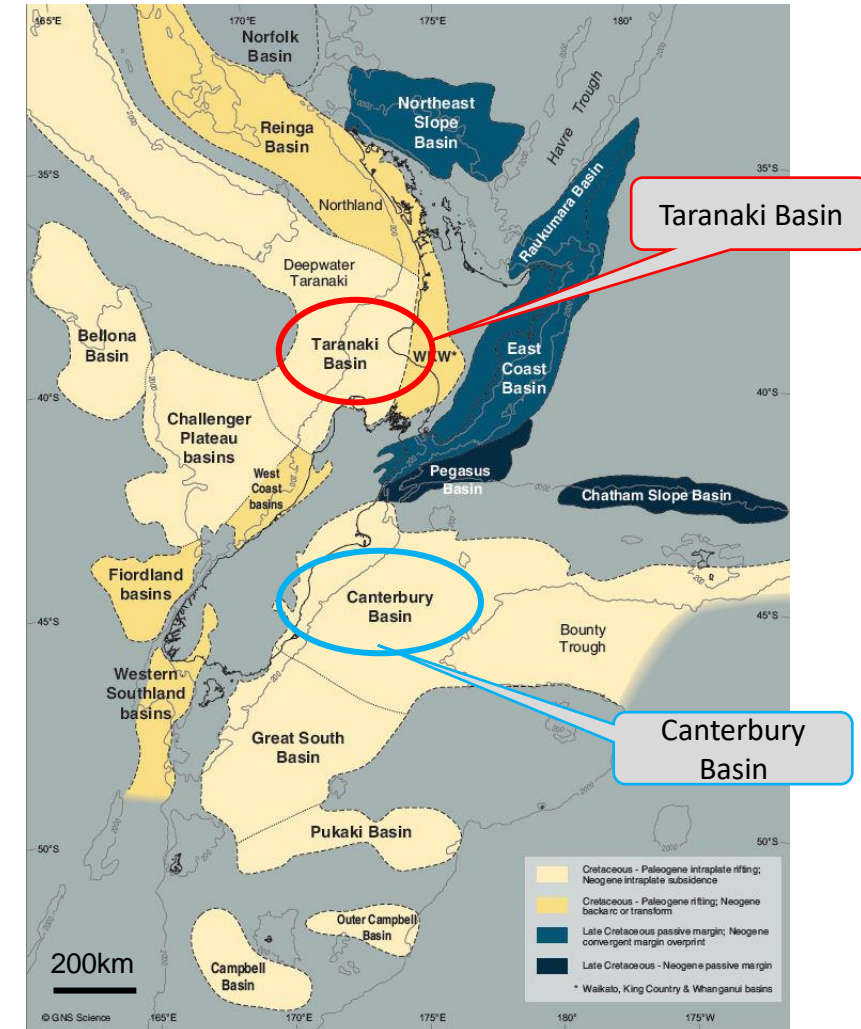 165°E
170°E
175°E
180°
Norfolk
Basin
Northeast
Slope
Basin
Havre Trough
Reinga
Basin
35°S
35°S
Raukumara Basin
Taranaki Basin
Northland
Deepwater
Taranaki
Bellona
Basin
Taranaki
Basin
WKW*
East
Coast
Basin
40°S
40°S
Challenger
Plateau
basins
West
Coast
basins
Pegasus
Basin
Chatham Slope Basin
Fiordland
basins
Canterbury
Basin
45°S
45°S
Bounty
Trough
Western
Southland
basins
Canterbury
Basin
Great South
Basin
Pukaki Basin
50°S
50°S
Outer Campbell
Basin
Campbell
Basin
200km
Cretaceous - Paleogene intraplate rifting;
Neogene intraplate subsidence
Cretaceous - Paleogene rifting; Neogene
backarc or transform
Late Cretaceous passive margin; Neogene
convergent margin overprint
Late Cretaceous - Neogene passive margin
* Waikato, King Country & Whanganui basins
© GNS Science
165°E
170°E
175°E
180°
175°W